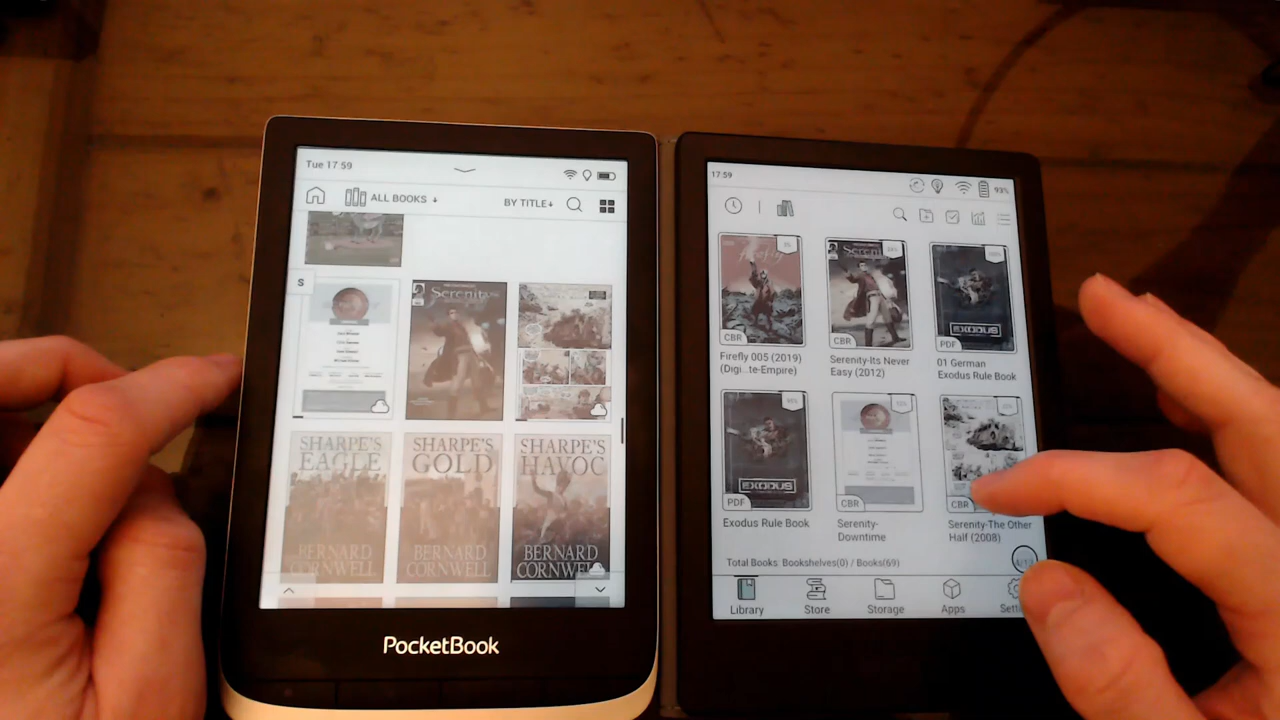 Tue 17 59
ALL BOOKS
BY TITLE
S
Serenity
SHARPE'S EAGLE
BERNARD CORNWELL
SHARPE'S GOLD
BERNARD CORNWELL
SHARPE'S HAVOC
BERNARD CORNWELL
PocketBook
17:59
93%
firefly
CBR
Firefly 005 (2019)
(Digi...te-Empire)
Serenity
CBR
Serenity-Its Never
Easy (2012)
EXODUS
PDF
01 German
Exodus Rule Book
EXODUS
PDF
Exodus Rule Book
CBR
Serenity-
Downtime
CBR
Serenity-The Other
Half (2008)
Total Books: Bookshelves(0) / Books(69)
Library
Store
Storage
Apps